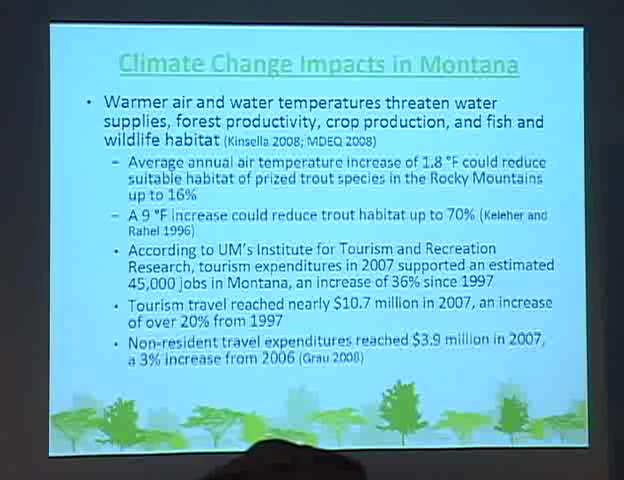 Climate Change Impacts in Montana
• Warmer air and water temperatures threaten water
supplies, forest productivity, crop production, and fish and
wildlife habitat (Kinsella 2008; MDEQ 2008)
– Average annual air temperature increase of 1.8 °F could reduce
suitable habitat of prized trout species in the Rocky Mountains
up to 16%
– A 9 °F increase could reduce trout habitat up to 70% (Keleher and
Rahel 1996)
• According to UM's Institute for Tourism and Recreation
Research, tourism expenditures in 2007 supported an estimated
45,000 jobs in Montana, an increase of 36% since 1997
• Tourism travel reached nearly $10.7 million in 2007, an increase
of over 20% from 1997
• Non-resident travel expenditures reached $3.9 million in 2007,
a 3% increase from 2006 (Grau 2008)